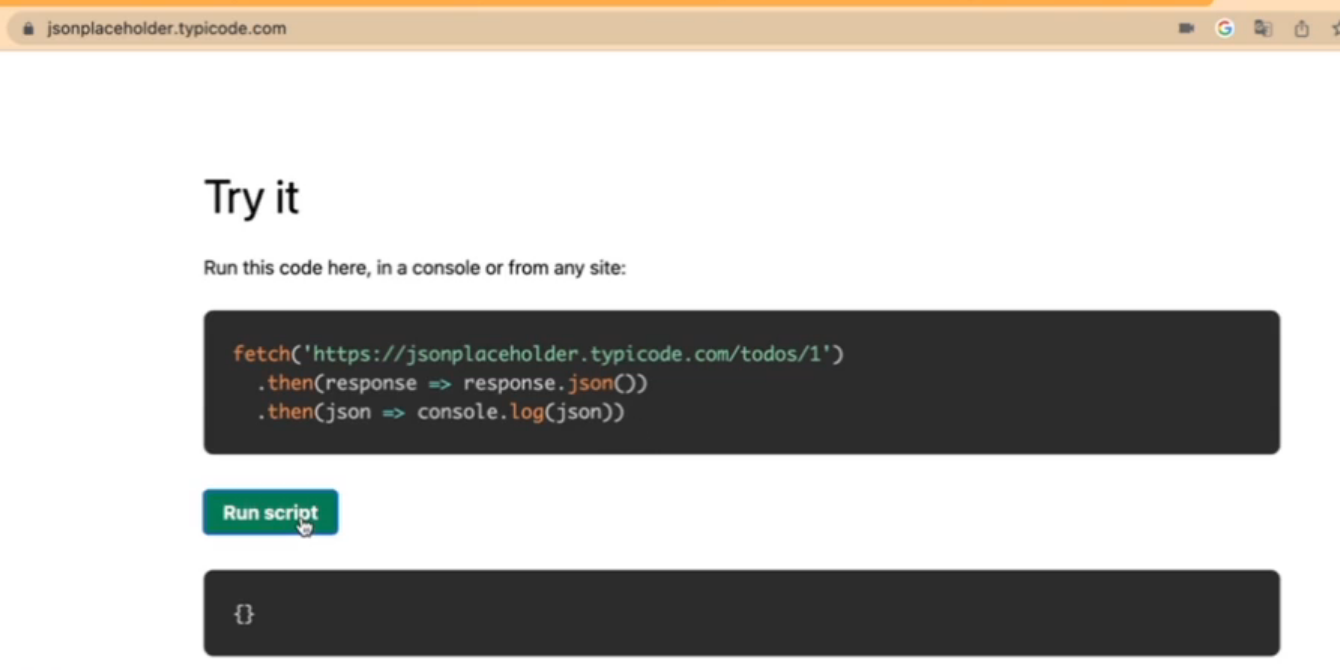 jsonplaceholder.typicode.com
Try it
Run this code here, in a console or from any site:
fetch('https://jsonplaceholder.typicode.com/todos/1')
  .then(response => response.json())
  .then(json => console.log(json))
Run script
{}